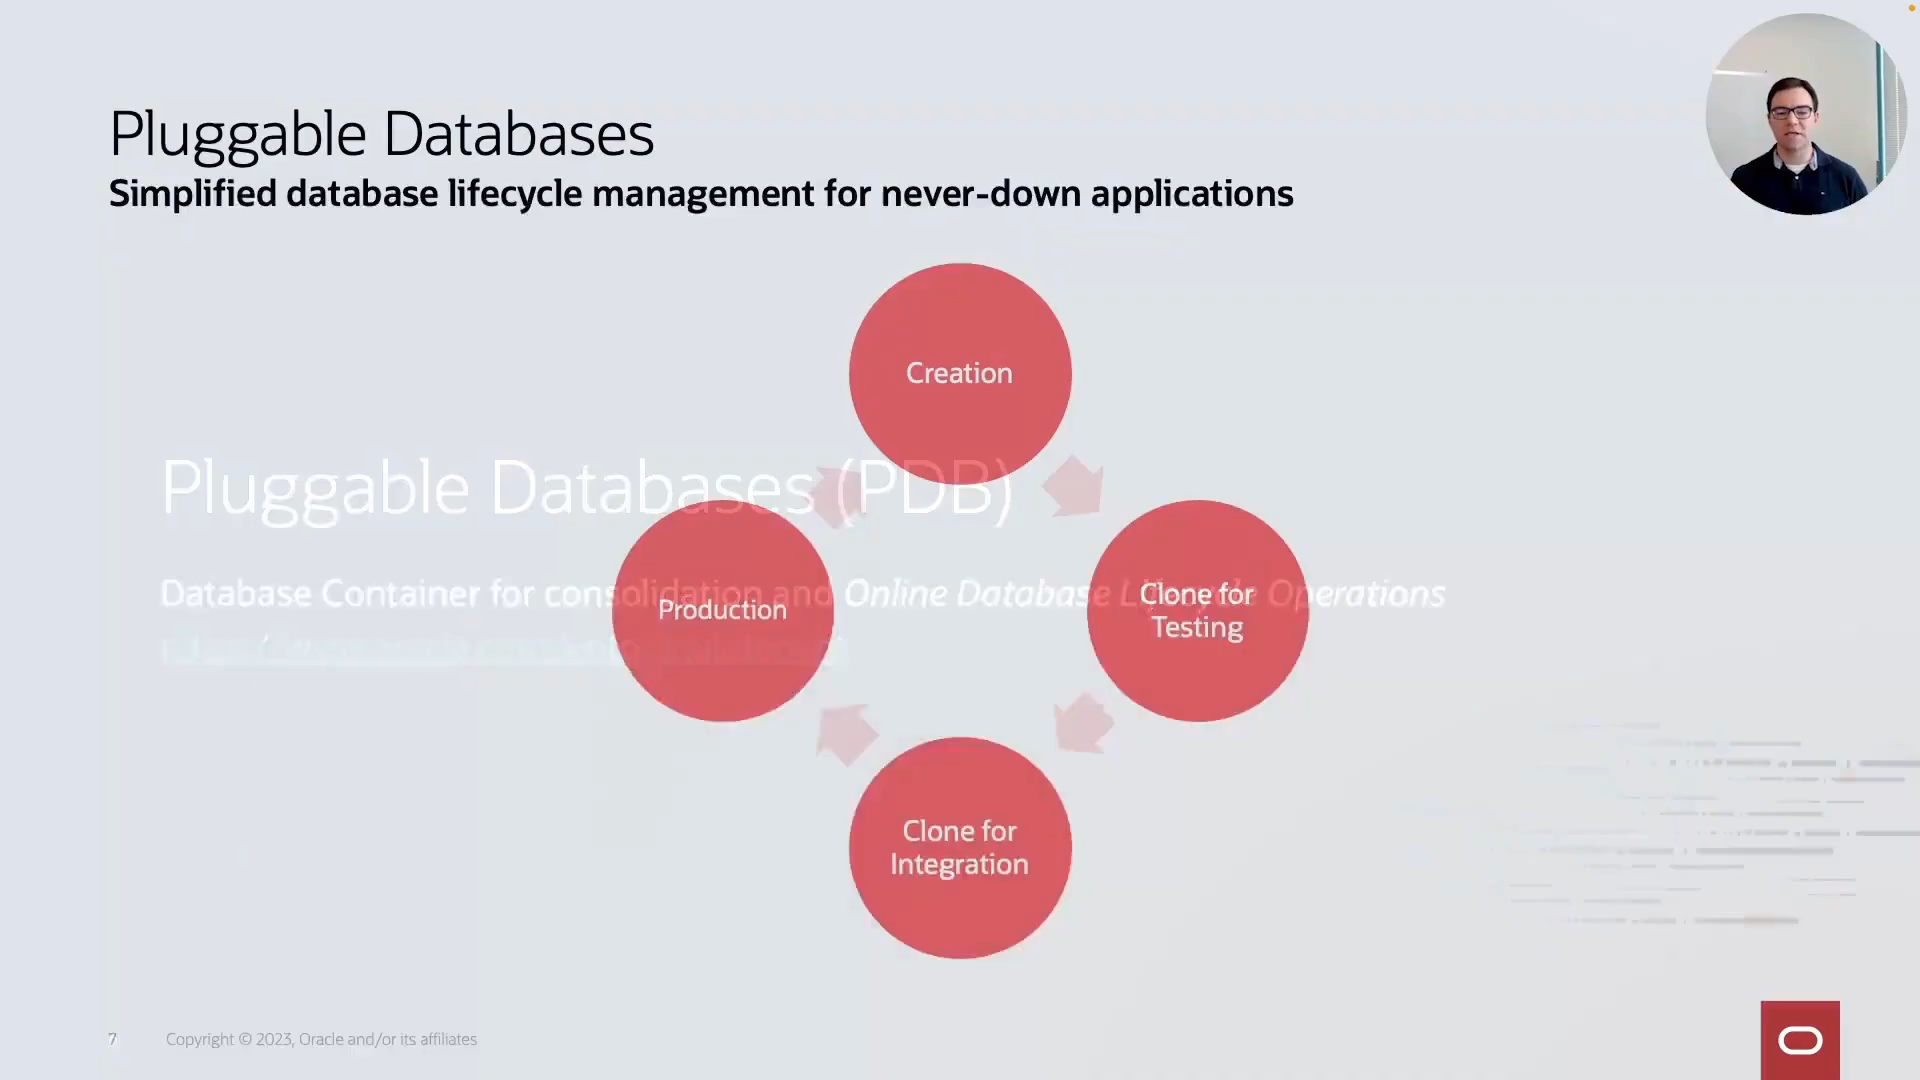 Pluggable Databases
Simplified database lifecycle management for never-down applications
Creation
Pluggable Databases (PDB)
Database Container for consolidation and Online Database Lifecycle Operations
Production
Clone for
Testing
Clone for
Integration
7
Copyright © 2023, Oracle and/or its affiliates